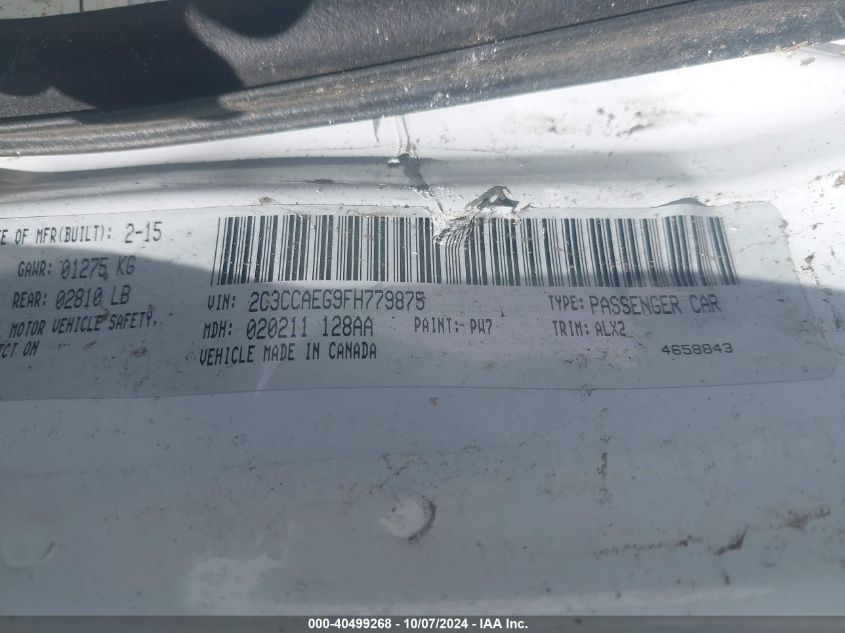 E OF MFR(BUILT): 2-15
GAWR: 01275 KG
REAR: 02810 LB
MOTOR VEHICLE SAFETY,
CT ON
VIN: 2C3CCAEG9FH779875
TYPE: PASSENGER CAR
MDH: 020211 128AA
PAINT: PW7
TRIM: ALX2
VEHICLE MADE IN CANADA
4658843
000-40499268 - 10/07/2024 - IAA Inc.